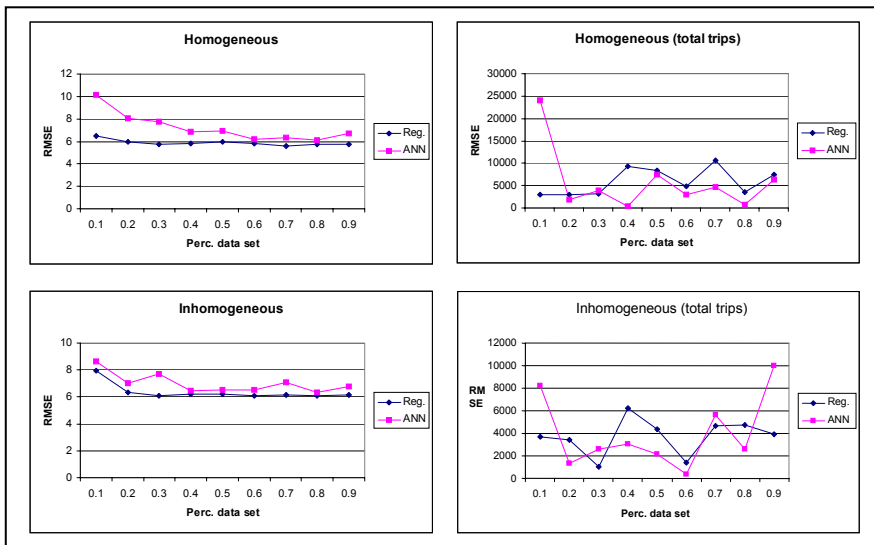 Homogeneous
12
10
8
6
4
2
0
RMSE
0.1 0.2 0.3 0.4 0.5 0.6 0.7 0.8 0.9
Perc. data set
Reg.
ANN
Homogeneous (total trips)
30000
25000
20000
15000
10000
5000
0
RMSE
0.1 0.2 0.3 0.4 0.5 0.6 0.7 0.8 0.9
Perc. data set
Reg.
ANN
Inhomogeneous
10
8
6
4
2
0
RMSE
0.1 0.2 0.3 0.4 0.5 0.6 0.7 0.8 0.9
Perc. data set
Reg.
ANN
Inhomogeneous (total trips)
12000
10000
8000
6000
4000
2000
0
RM
SE
0.1 0.2 0.3 0.4 0.5 0.6 0.7 0.8 0.9
Perc. data set
Reg.
ANN